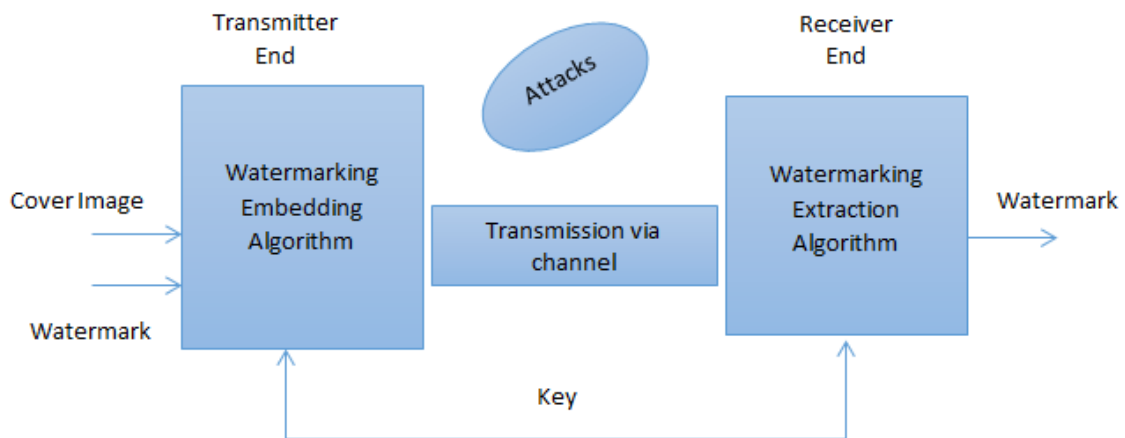 Transmitter
End
Attacks
Receiver
End
Watermarking
Embedding
Algorithm
Watermarking
Extraction
Algorithm
Cover Image
Watermark
Transmission via
channel
Watermark
Key